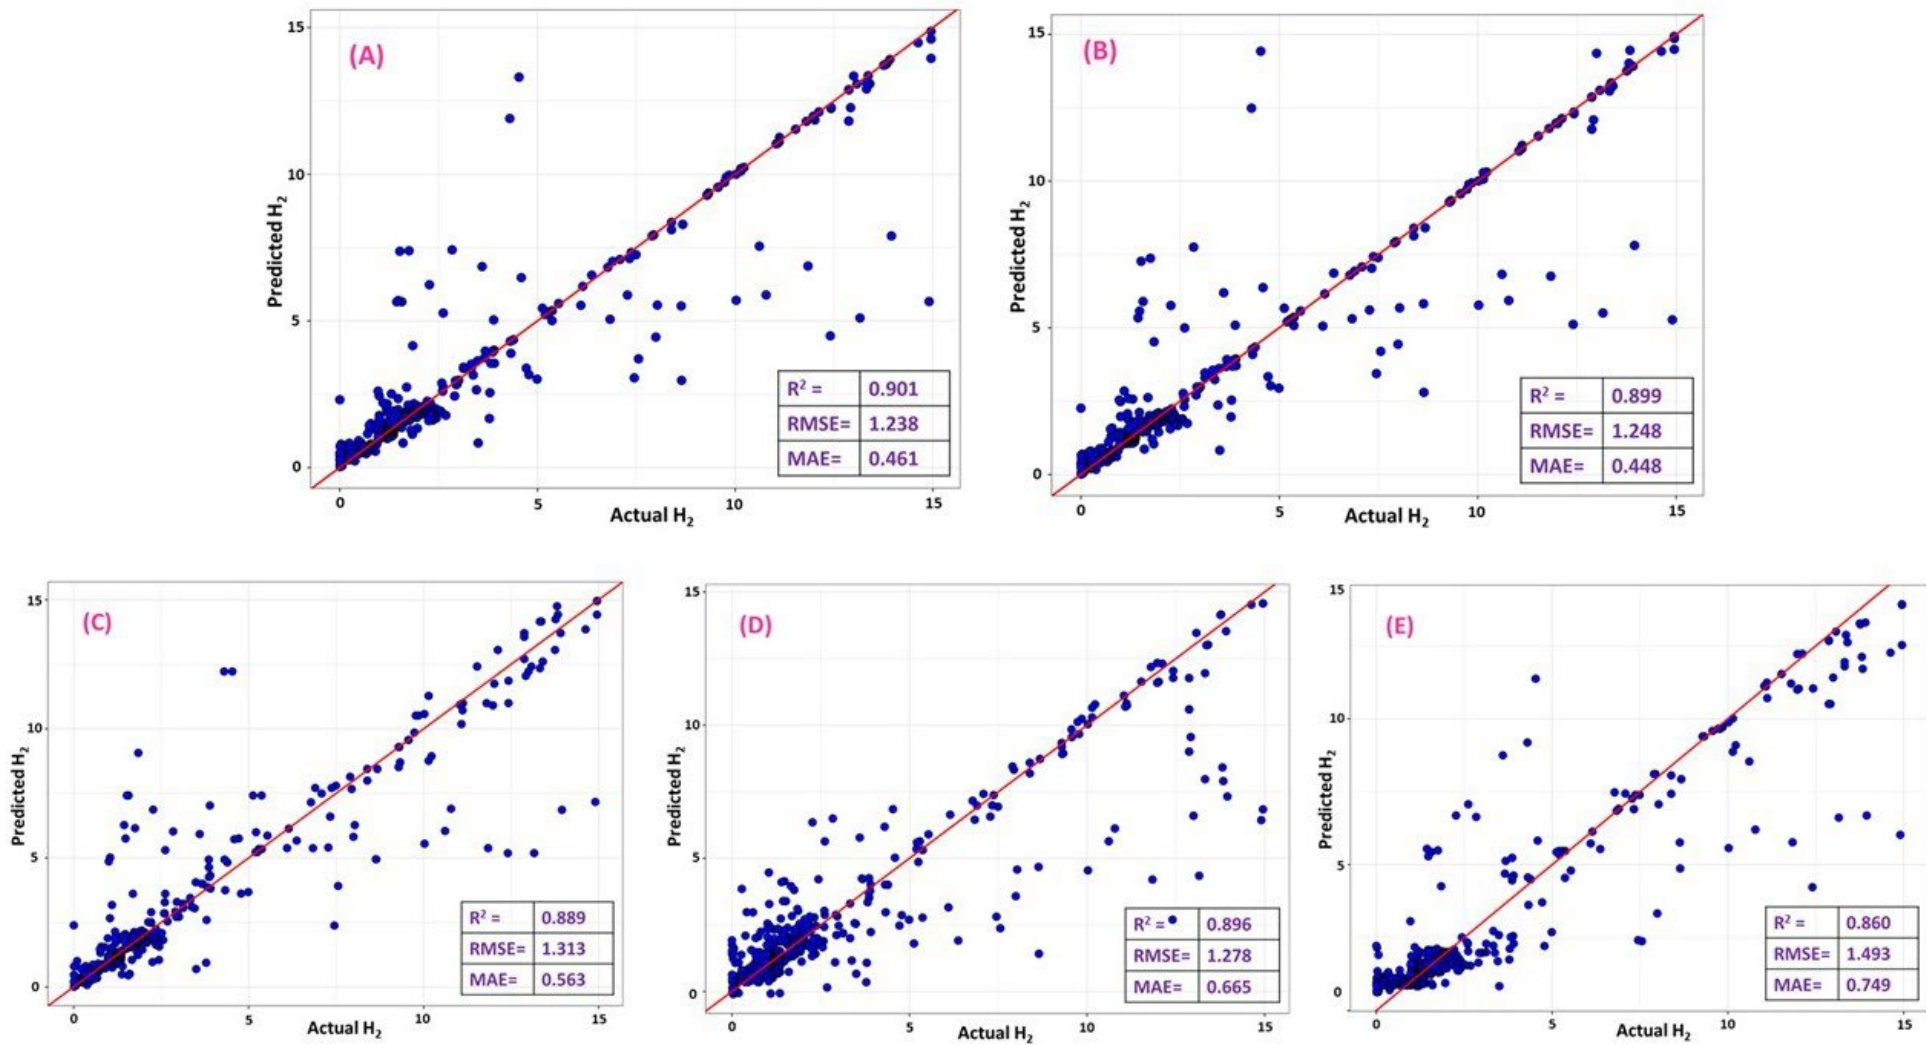 (A)
Predicted H2
15
10
5
0
0 5 10 15
Actual H2
R2 = 0.901
RMSE= 1.238
MAE= 0.461
(B)
Predicted H2
15
10
5
0
0 5 10 15
Actual H2
R2 = 0.899
RMSE= 1.248
MAE= 0.448
(C)
Predicted H2
15
10
5
0
0 5 10 15
Actual H2
R2 = 0.889
RMSE= 1.313
MAE= 0.563
(D)
Predicted H2
15
10
5
0
0 5 10 15
Actual H2
R2 = 0.896
RMSE= 1.278
MAE= 0.665
(E)
Predicted H2
15
10
5
0
0 5 10 15
Actual H2
R2 = 0.860
RMSE= 1.493
MAE= 0.749